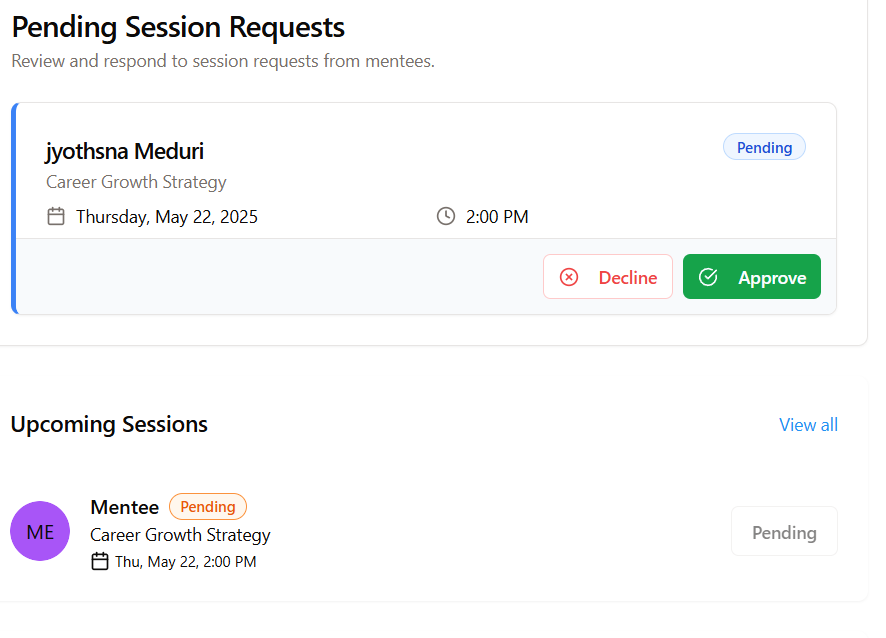 Pending Session Requests
Review and respond to session requests from mentees.
jyothsna Meduri
Pending
Career Growth Strategy
Thursday, May 22, 2025
2:00 PM
Decline
Approve
Upcoming Sessions
View all
ME
Mentee
Pending
Career Growth Strategy
Thu, May 22, 2:00 PM
Pending